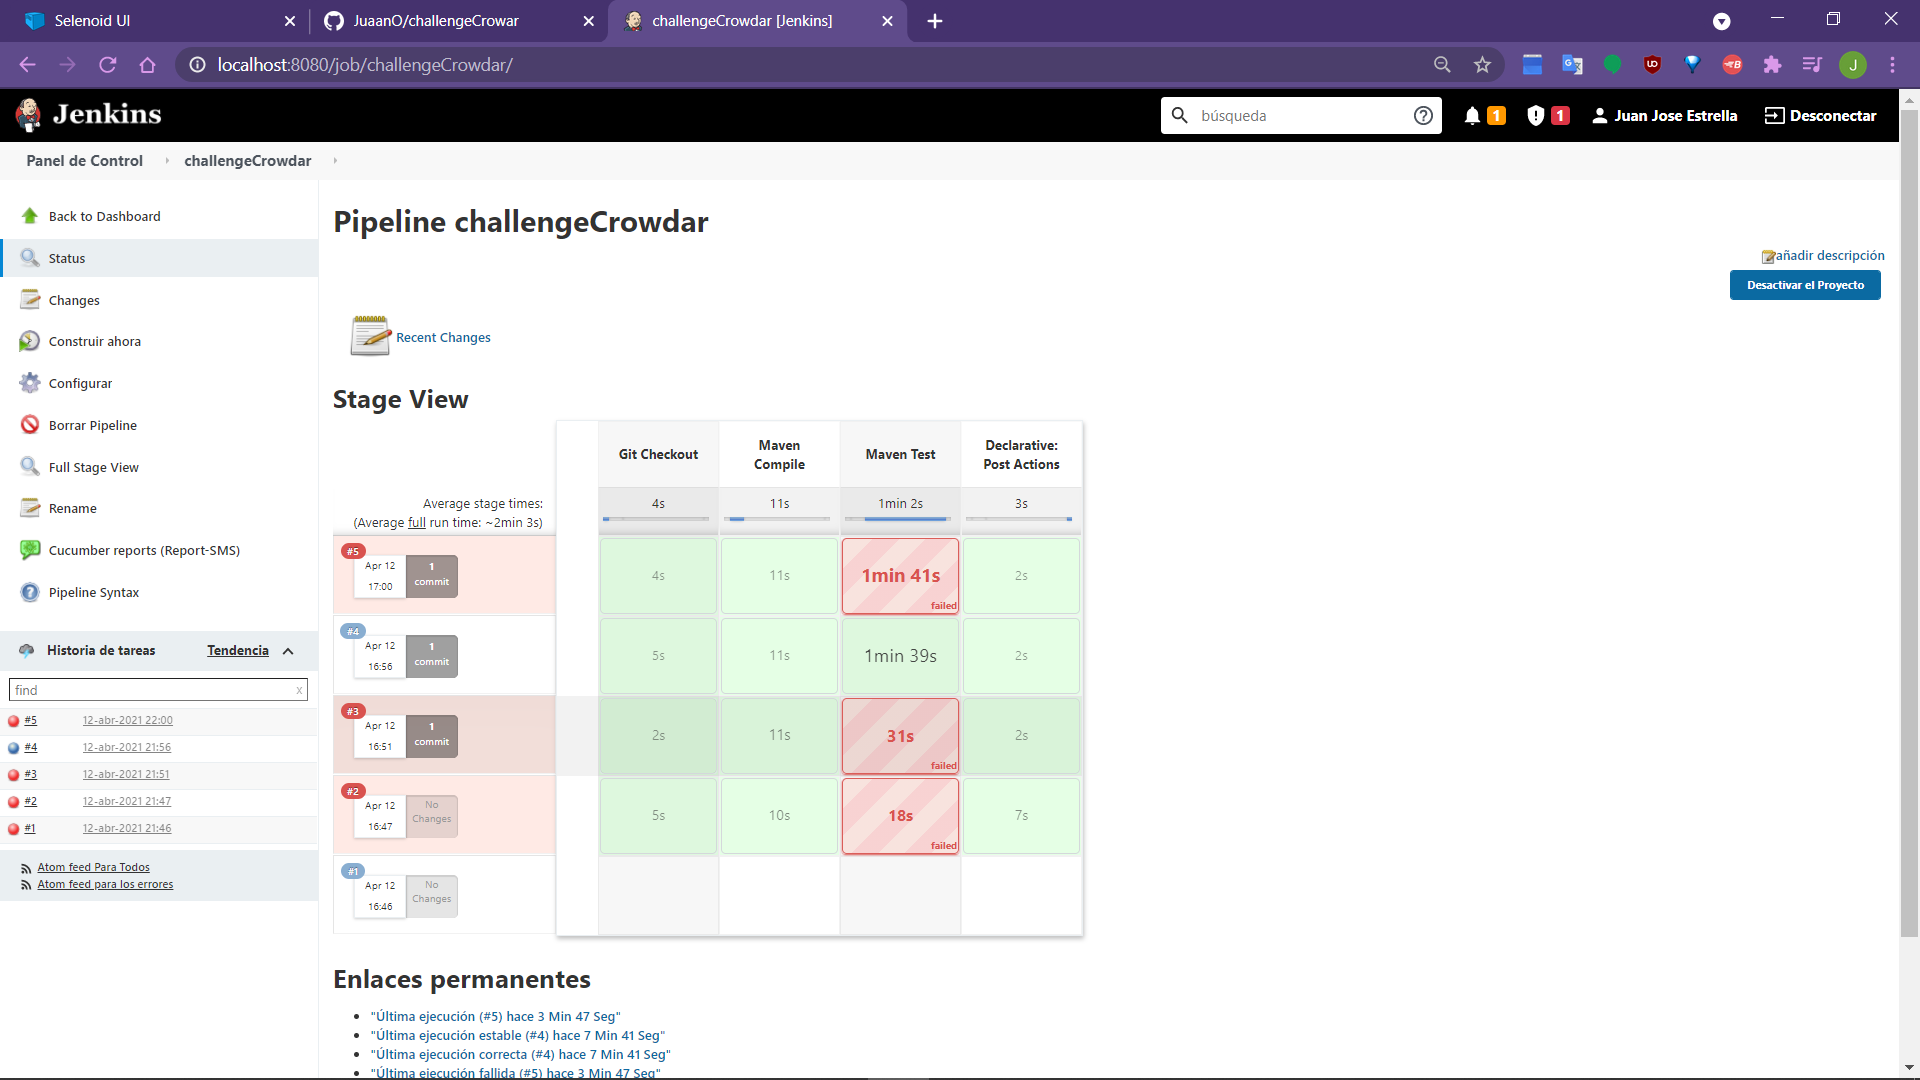 Selenoid UI
JuaanO/challengeCrowar
challengeCrowdar [Jenkins]
localhost:8080/job/challengeCrowdar/
J
Jenkins
búsqueda
1
1
Juan Jose Estrella
Desconectar
Panel de Control
challengeCrowdar
Back to Dashboard
Status
Changes
Construir ahora
Configurar
Borrar Pipeline
Full Stage View
Rename
Cucumber reports (Report-SMS)
Pipeline Syntax
Historia de tareas
Tendencia
find
x
#5 12-abr-2021 22:00
#4 12-abr-2021 21:56
#3 12-abr-2021 21:51
#2 12-abr-2021 21:47
#1 12-abr-2021 21:46
Atom feed Para Todos
Atom feed para los errores
Pipeline challengeCrowdar
añadir descripción
Desactivar el Proyecto
Recent Changes
Stage View
Git Checkout
Maven
Compile
Maven Test
Declarative:
Post Actions
Average stage times:
(Average full run time: ~2min 3s)
4s
11s
1min 2s
3s
#5
Apr 12
17:00
1
commit
4s
11s
1min 41s
failed
2s
#4
Apr 12
16:56
1
commit
5s
11s
1min 39s
2s
#3
Apr 12
16:51
1
commit
2s
11s
31s
failed
2s
#2
Apr 12
16:47
No
Changes
5s
10s
18s
failed
7s
#1
Apr 12
16:46
No
Changes
Enlaces permanentes
"Última ejecución (#5) hace 3 Min 47 Seg"
"Última ejecución estable (#4) hace 7 Min 41 Seg"
"Última ejecución correcta (#4) hace 7 Min 41 Seg"
"Última ejecución fallida (#5) hace 3 Min 47 Seg"